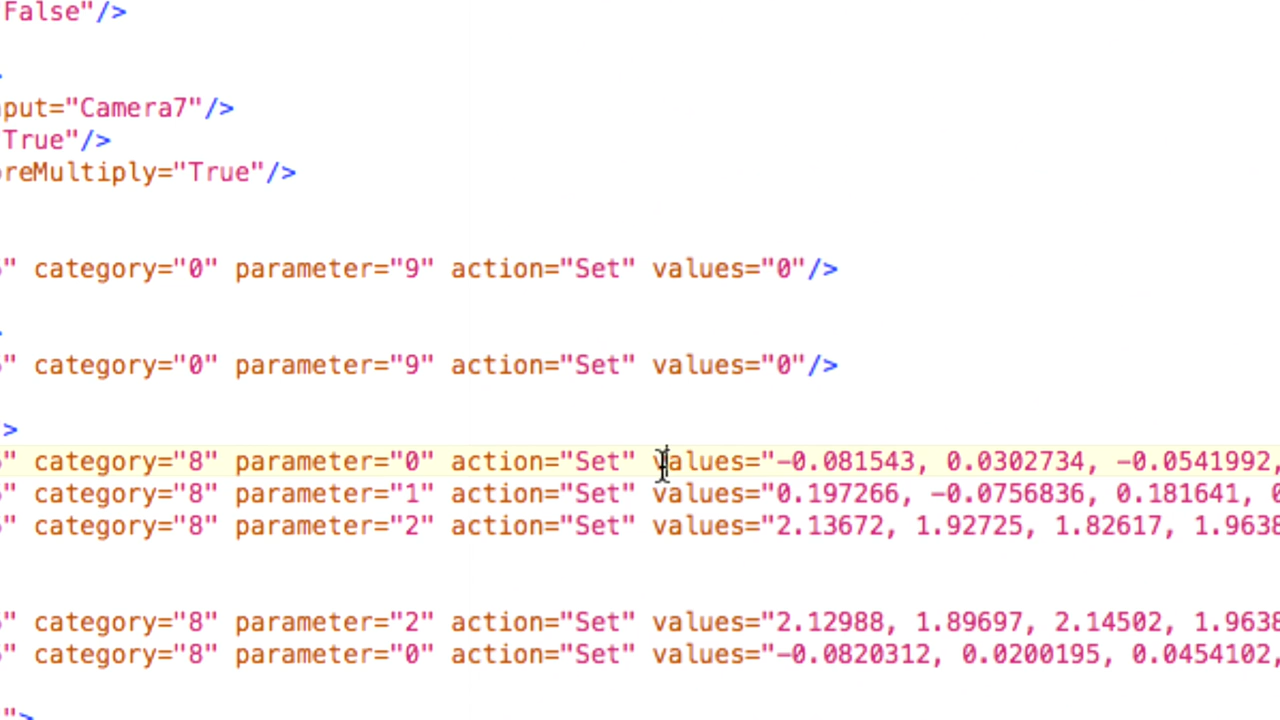 False"/>
>
put="Camera7"/>
True"/>
reMultiply="True"/>
" category="0" parameter="9" action="Set" values="0"/>
>
" category="0" parameter="9" action="Set" values="0"/>
>
" category="8" parameter="0" action="Set" values="-0.081543, 0.0302734, -0.0541992,
" category="8" parameter="1" action="Set" values="0.197266, -0.0756836, 0.181641, 0
" category="8" parameter="2" action="Set" values="2.13672, 1.92725, 1.82617, 1.9638
" category="8" parameter="2" action="Set" values="2.12988, 1.89697, 2.14502, 1.9638
" category="8" parameter="0" action="Set" values="-0.0820312, 0.0200195, 0.0454102,
">